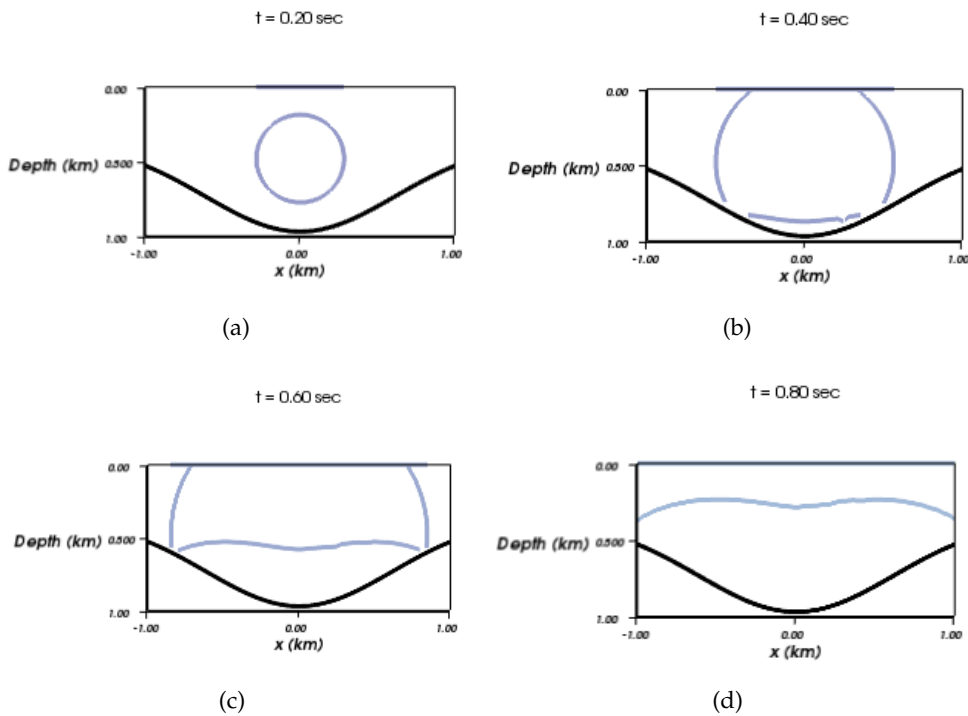 t = 0.20 sec
0.00
Depth (km)
0.500
1.00
-1.00
0.00
1.00
x (km)
(a)
t = 0.40 sec
0.00
Depth (km)
0.500
1.00
-1.00
0.00
1.00
x (km)
(b)
t = 0.60 sec
0.00
Depth (km)
0.500
1.00
-1.00
0.00
1.00
x (km)
(c)
t = 0.80 sec
0.00
Depth (km)
0.500
1.00
-1.00
0.00
1.00
x (km)
(d)